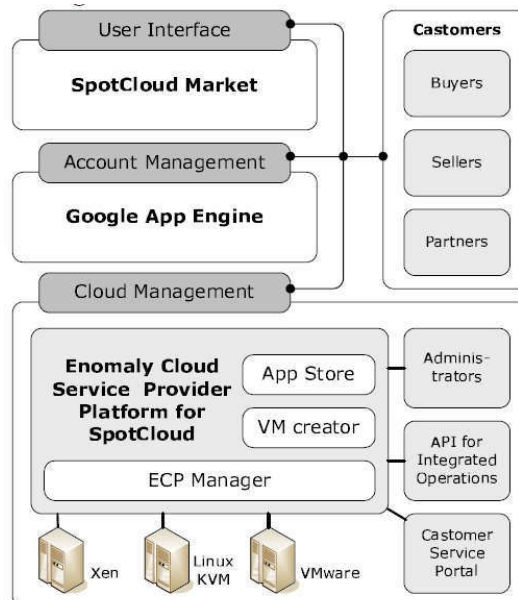 User Interface
SpotCloud Market
Account Management
Google App Engine
Cloud Management
Castomers
Buyers
Sellers
Partners
Enomaly Cloud
Service Provider
Platform for
SpotCloud
App Store
VM creator
ECP Manager
Xen
Linux
KVM
VMware
Adminis-
trators
API for
Integrated
Operations
Castomer
Service
Portal